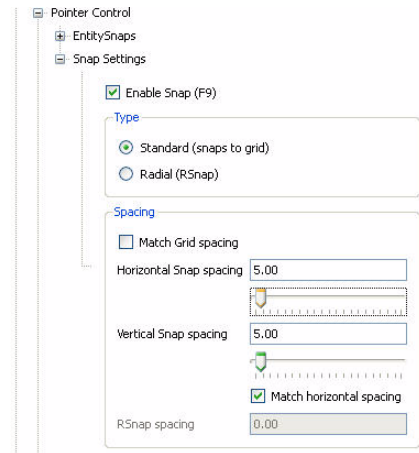 Pointer Control
EntitySnaps
Snap Settings
Enable Snap (F9)
Type
Standard (snaps to grid)
Radial (RSnap)
Spacing
Match Grid spacing
Horizontal Snap spacing 5.00
Vertical Snap spacing 5.00
Match horizontal spacing
RSnap spacing 0.00